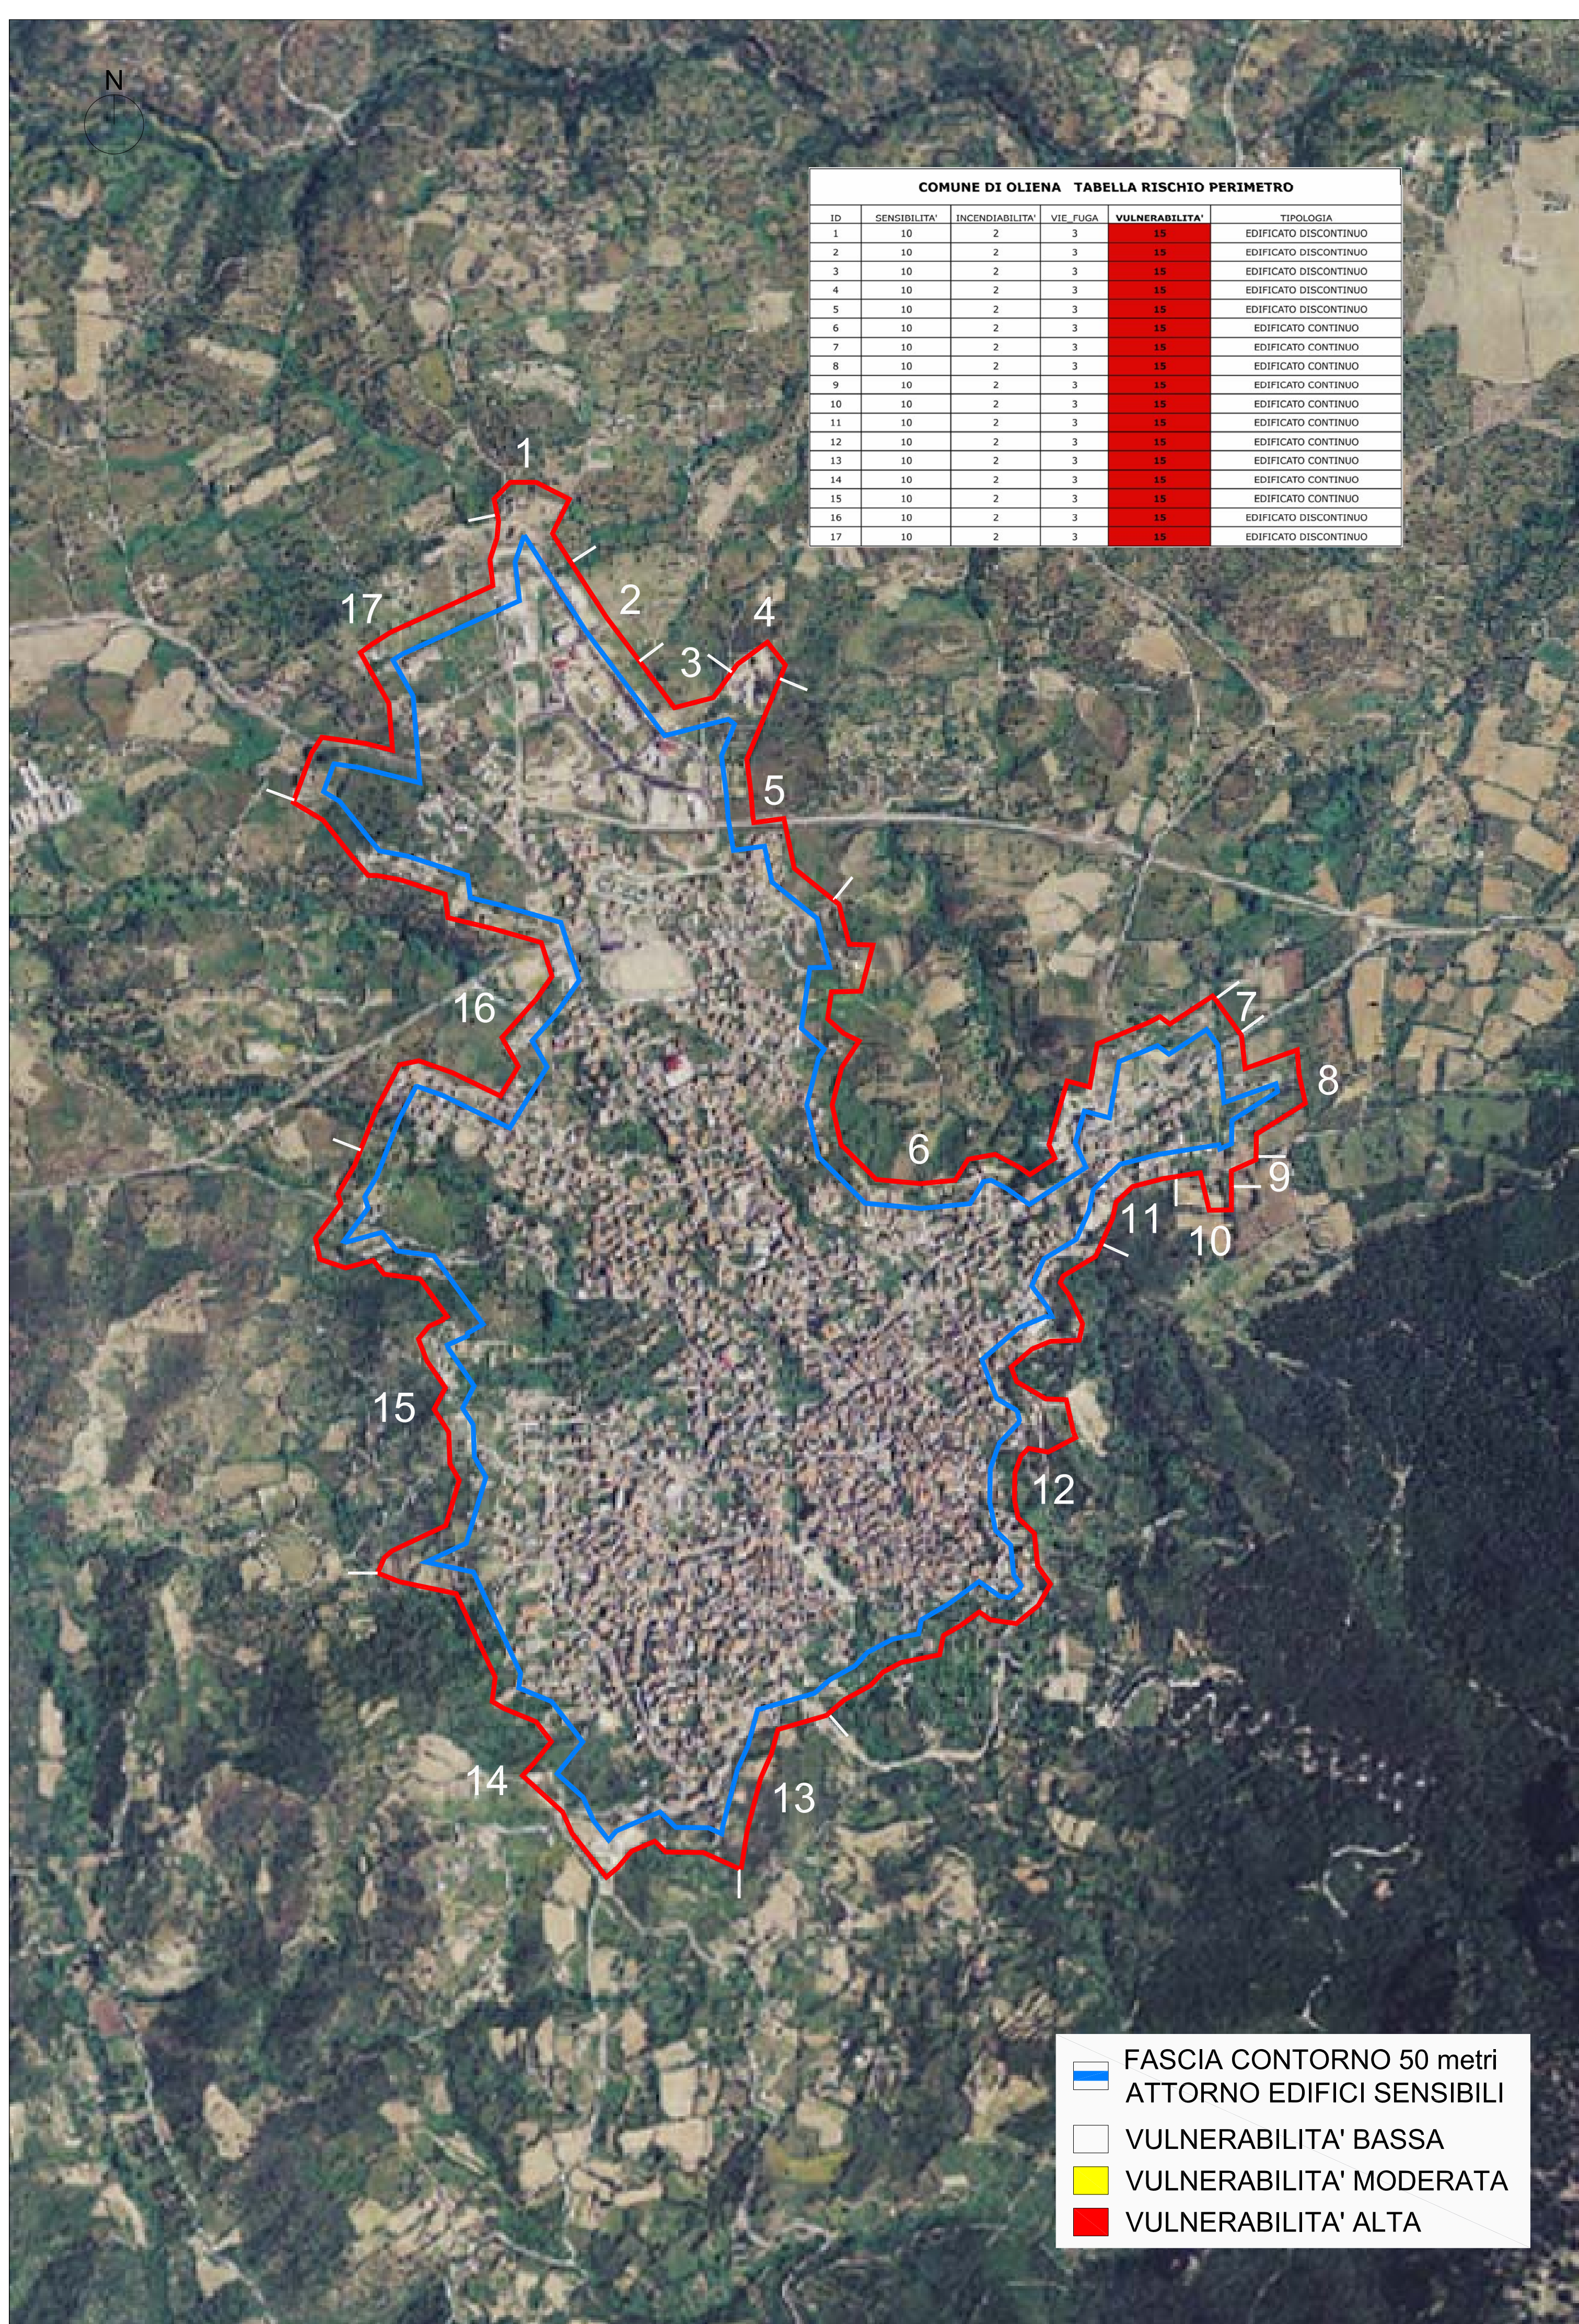 N
COMUNE DI OLIENA TABELLA RISCHIO PERIMETRO
ID SENSIBILITA' INCENDIABILITA' VIE_FUGA VULNERABILITA' TIPOLOGIA
1 10 2 3 15 EDIFICATO DISCONTINUO
2 10 2 3 15 EDIFICATO DISCONTINUO
3 10 2 3 15 EDIFICATO DISCONTINUO
4 10 2 3 15 EDIFICATO DISCONTINUO
5 10 2 3 15 EDIFICATO DISCONTINUO
6 10 2 3 15 EDIFICATO CONTINUO
7 10 2 3 15 EDIFICATO CONTINUO
8 10 2 3 15 EDIFICATO CONTINUO
9 10 2 3 15 EDIFICATO CONTINUO
10 10 2 3 15 EDIFICATO CONTINUO
11 10 2 3 15 EDIFICATO CONTINUO
12 10 2 3 15 EDIFICATO CONTINUO
13 10 2 3 15 EDIFICATO CONTINUO
14 10 2 3 15 EDIFICATO CONTINUO
15 10 2 3 15 EDIFICATO CONTINUO
16 10 2 3 15 EDIFICATO DISCONTINUO
17 10 2 3 15 EDIFICATO DISCONTINUO
1
2
3
4
5
6
7
8
9
10
11
12
13
14
15
16
17
FASCIA CONTORNO 50 metri
ATTORNO EDIFICI SENSIBILI
VULNERABILITA' BASSA
VULNERABILITA' MODERATA
VULNERABILITA' ALTA